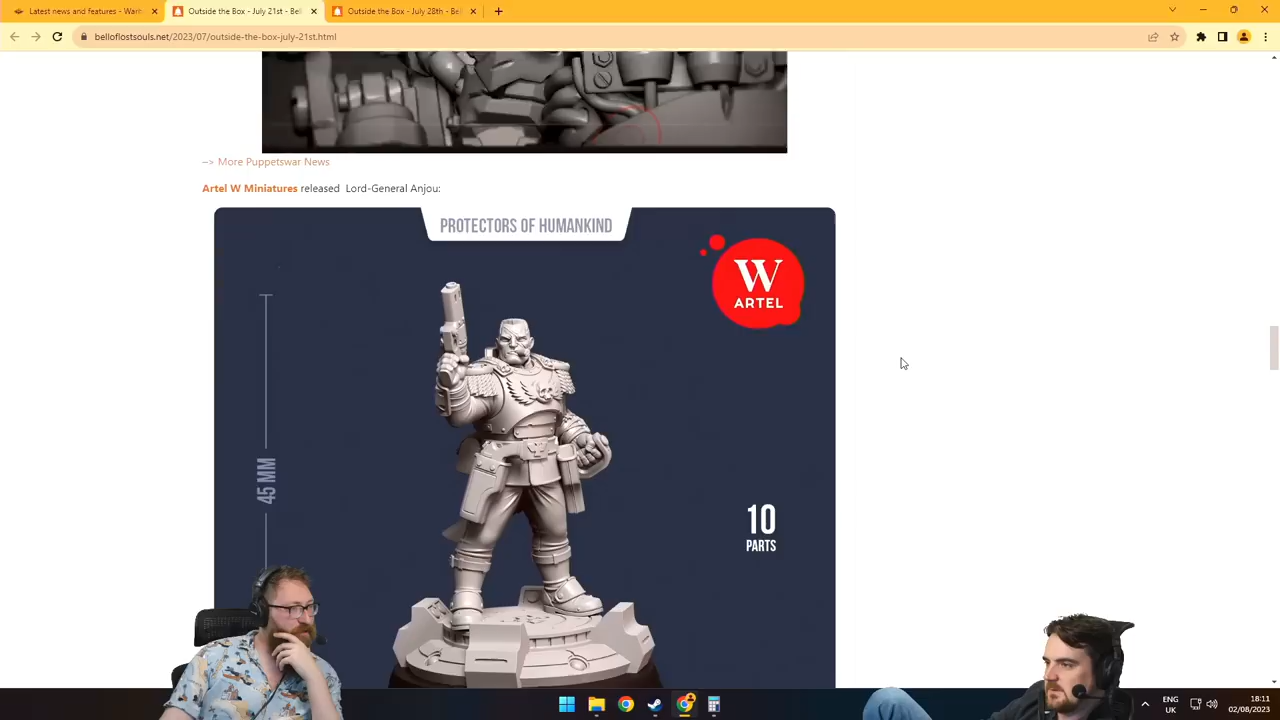 Latest news and features - Warh
Outside the Box - July 21st - Bel
Outside the Box - July 28th - Bel
belloflostsouls.net/2023/07/outside-the-box-july-21st.html
--> More Puppetswar News
Artel W Miniatures released Lord-General Anjou:
PROTECTORS OF HUMANKIND
W
ARTEL
45 MM
10
PARTS
ENG
UK
18:11
02/08/2023